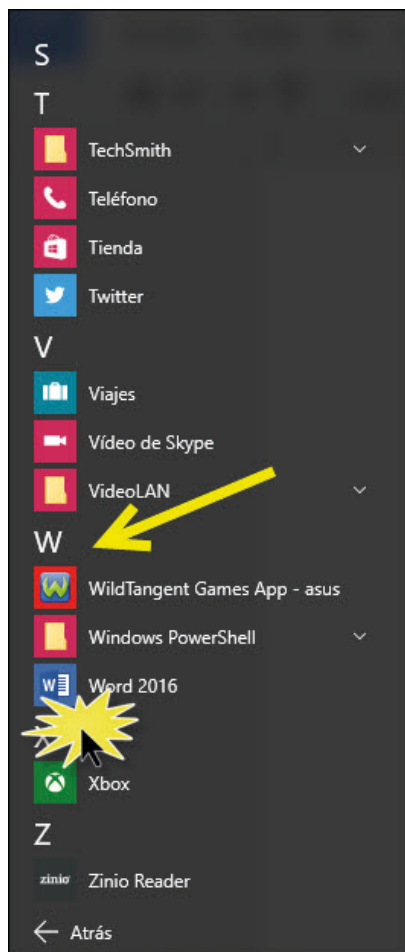 S
T
TechSmith
Teléfono
Tienda
Twitter
V
Viajes
Vídeo de Skype
VideoLAN
W
WildTangent Games App - asus
Windows PowerShell
Word 2016
X
Xbox
Z
zinio Zinio Reader
Atrás